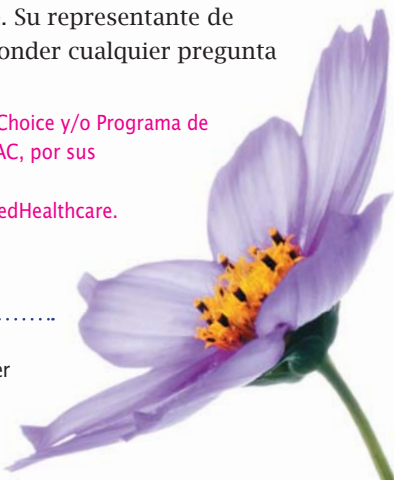 . Su representante de
onder cualquier pregunta
Choice y/o Programa de
AC, por sus
edHealthcare.
........
er